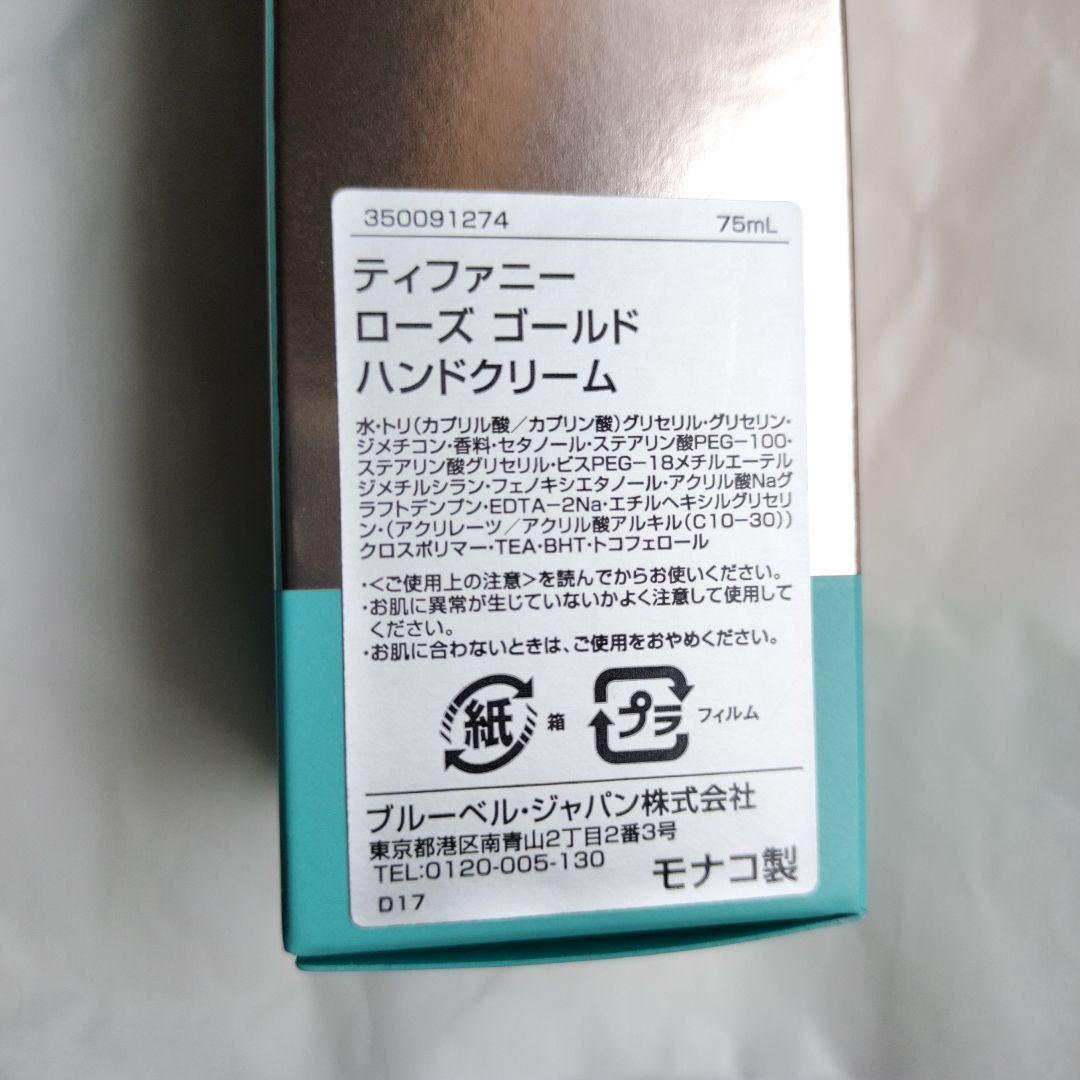 350091274 75mL
ティファニー
ローズ ゴールド
ハンドクリーム
水・トリ(カプリル酸／カプリン酸)グリセリル・グリセリン・
ジメチコン・香料・セタノール・ステアリン酸PEG-100・
ステアリン酸グリセリル・ビスPEG-18メチルエーテル
ジメチルシラン・フェノキシエタノール・アクリル酸Naグ
ラフトデンプン・EDTA-2Na・エチルヘキシルグリセリ
ン・(アクリレーツ／アクリル酸アルキル(C10-30))
クロスポリマー・TEA・BHT・トコフェロール
・<ご使用上の注意>を読んでからお使いください。
・お肌に異常が生じていないかよく注意して使用して
ください。
・お肌に合わないときは、ご使用をおやめください。
紙 箱 プラ フィルム
ブルーベル・ジャパン株式会社
東京都港区南青山2丁目2番3号
TEL:0120-005-130
モナコ製
D17